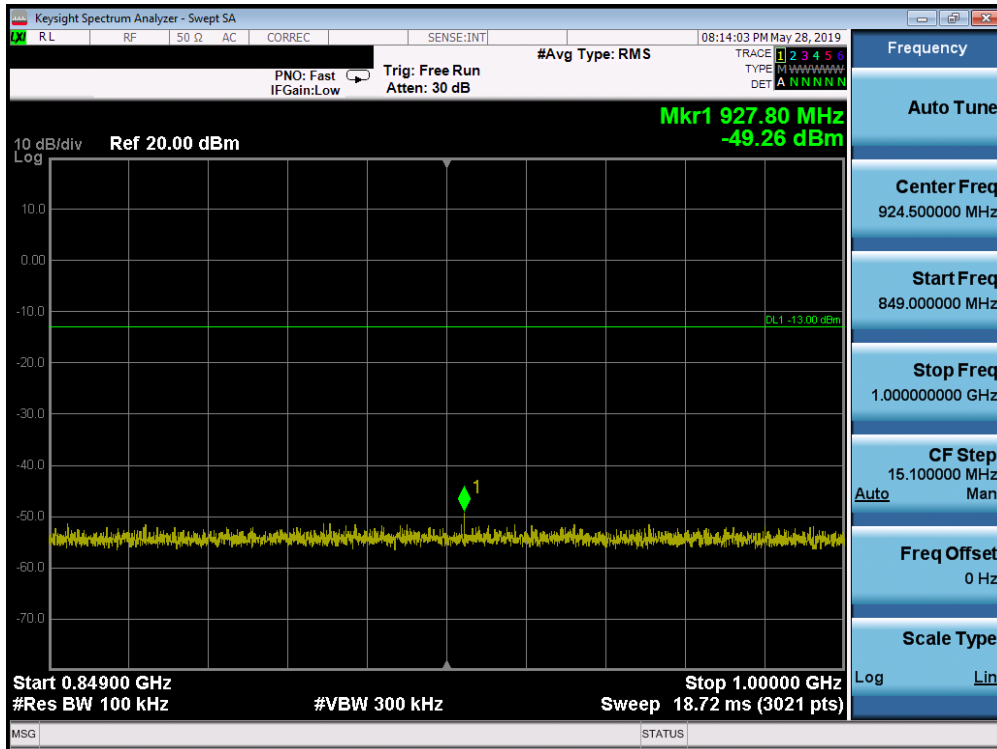 Keysight Spectrum Analyzer - Swept SA
LXI RL RF 50 Ω AC CORREC SENSE:INT 08:14:03 PM May 28, 2019
#Avg Type: RMS TRACE 1 2 3 4 5 6
PNO: Fast Trig: Free Run TYPE M WWWWW
IFGain:Low Atten: 30 dB DET A N N N N N
Mkr1 927.80 MHz
-49.26 dBm
10 dB/div Ref 20.00 dBm
Log
10.0
0.00
-10.0
DL1 -13.00 dBm
-20.0
-30.0
-40.0
1
-50.0
-60.0
-70.0
Start 0.84900 GHz Stop 1.00000 GHz
#Res BW 100 kHz #VBW 300 kHz Sweep 18.72 ms (3021 pts)
MSG STATUS
Frequency
Auto Tune
Center Freq
924.500000 MHz
Start Freq
849.000000 MHz
Stop Freq
1.000000000 GHz
CF Step
15.100000 MHz
Auto Man
Freq Offset
0 Hz
Scale Type
Log Lin